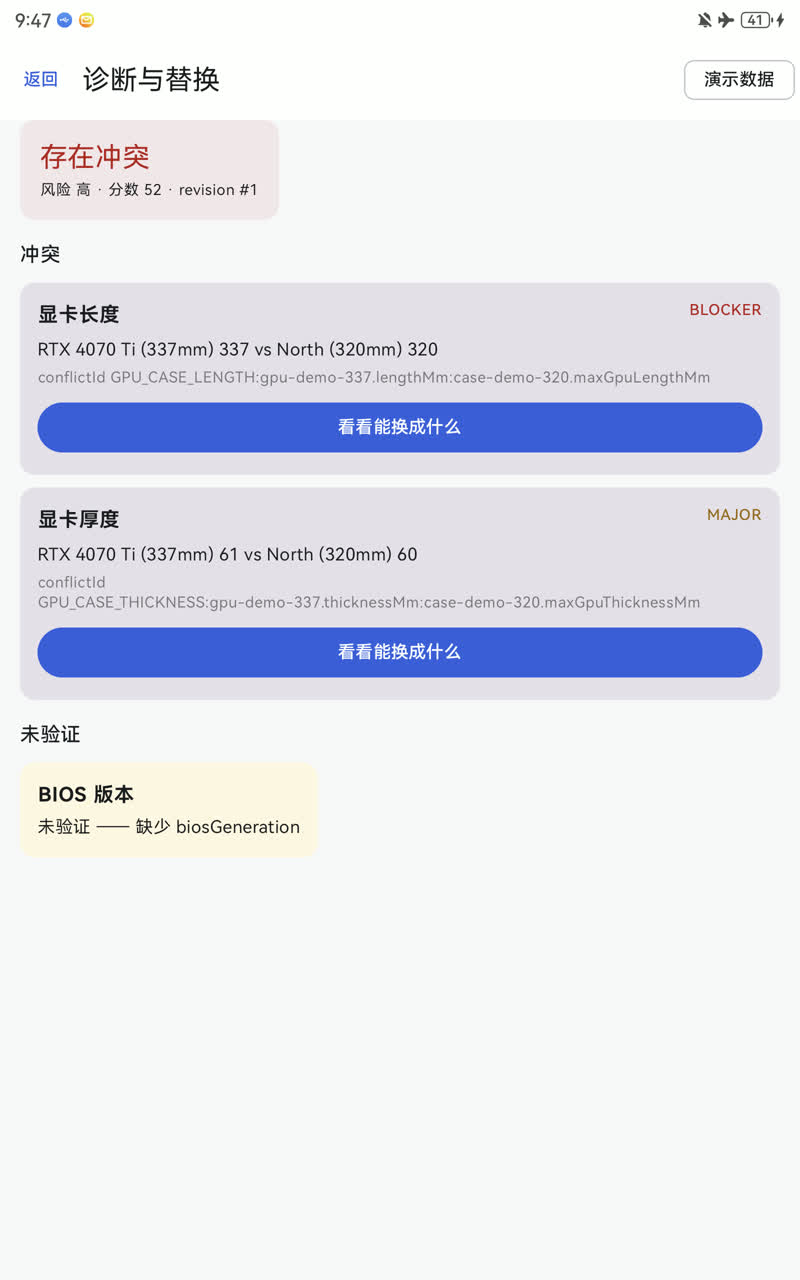 9:47
41
返回
诊断与替换
演示数据
存在冲突
风险 高 · 分数 52 · revision #1
冲突
显卡长度
BLOCKER
RTX 4070 Ti (337mm) 337 vs North (320mm) 320
conflictId GPU_CASE_LENGTH:gpu-demo-337.lengthMm:case-demo-320.maxGpuLengthMm
看看能换成什么
显卡厚度
MAJOR
RTX 4070 Ti (337mm) 61 vs North (320mm) 60
conflictId
GPU_CASE_THICKNESS:gpu-demo-337.thicknessMm:case-demo-320.maxGpuThicknessMm
看看能换成什么
未验证
BIOS 版本
未验证 —— 缺少 biosGeneration